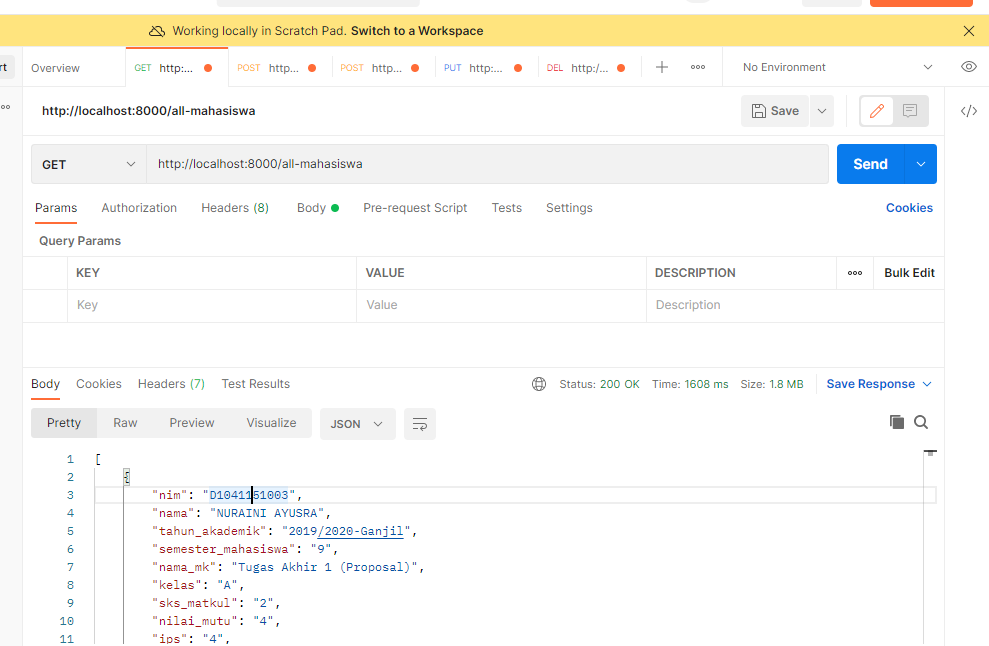 Working locally in Scratch Pad. Switch to a Workspace
rt Overview GET http:... POST http... POST http... PUT http:... DEL http:/... No Environment
http://localhost:8000/all-mahasiswa Save
GET http://localhost:8000/all-mahasiswa Send
Params Authorization Headers (8) Body Pre-request Script Tests Settings Cookies
Query Params
KEY VALUE DESCRIPTION Bulk Edit
Key Value Description
Body Cookies Headers (7) Test Results Status: 200 OK Time: 1608 ms Size: 1.8 MB Save Response
Pretty Raw Preview Visualize JSON
1 [
2 {
3 "nim": "D1041151003",
4 "nama": "NURAINI AYUSRA",
5 "tahun_akademik": "2019/2020-Ganjil",
6 "semester_mahasiswa": "9",
7 "nama_mk": "Tugas Akhir 1 (Proposal)",
8 "kelas": "A",
9 "sks_matkul": "2",
10 "nilai_mutu": "4",
11 "ips": "4",